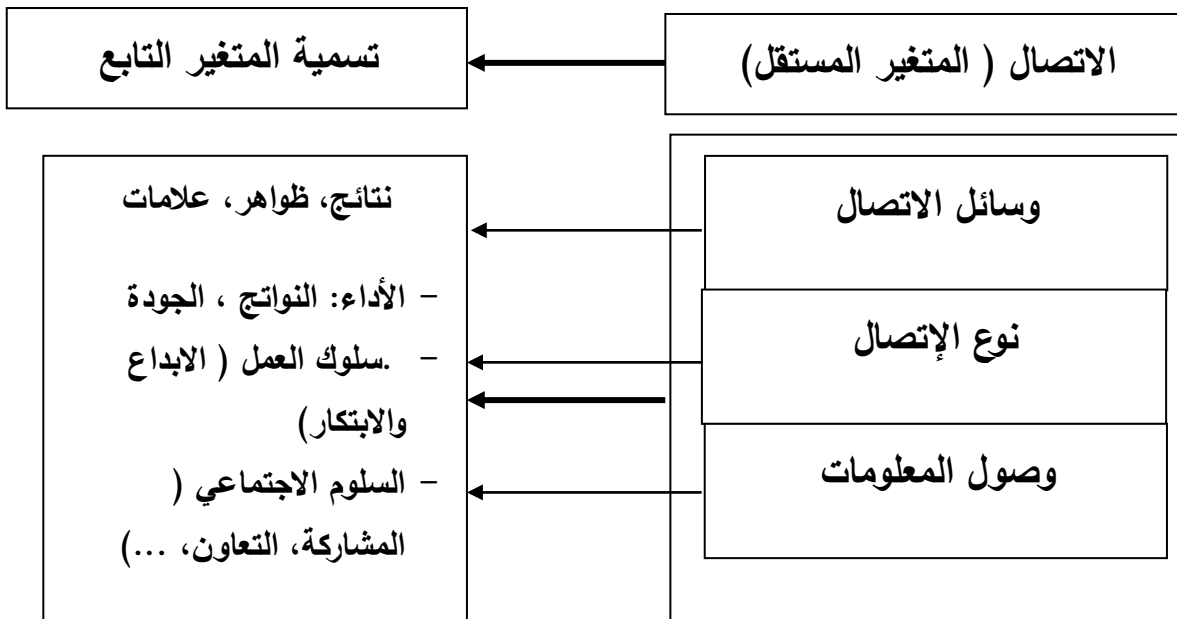 الاتصال ( المتغير المستقل)
تسمية المتغير التابع
وسائل الاتصال
نوع الإتصال
وصول المعلومات
نتائج، ظواهر، علامات
- الأداء: النواتج ، الجودة
- .سلوك العمل ( الابداع
والابتكار)
- السلوم الاجتماعي (
المشاركة، التعاون، ...)